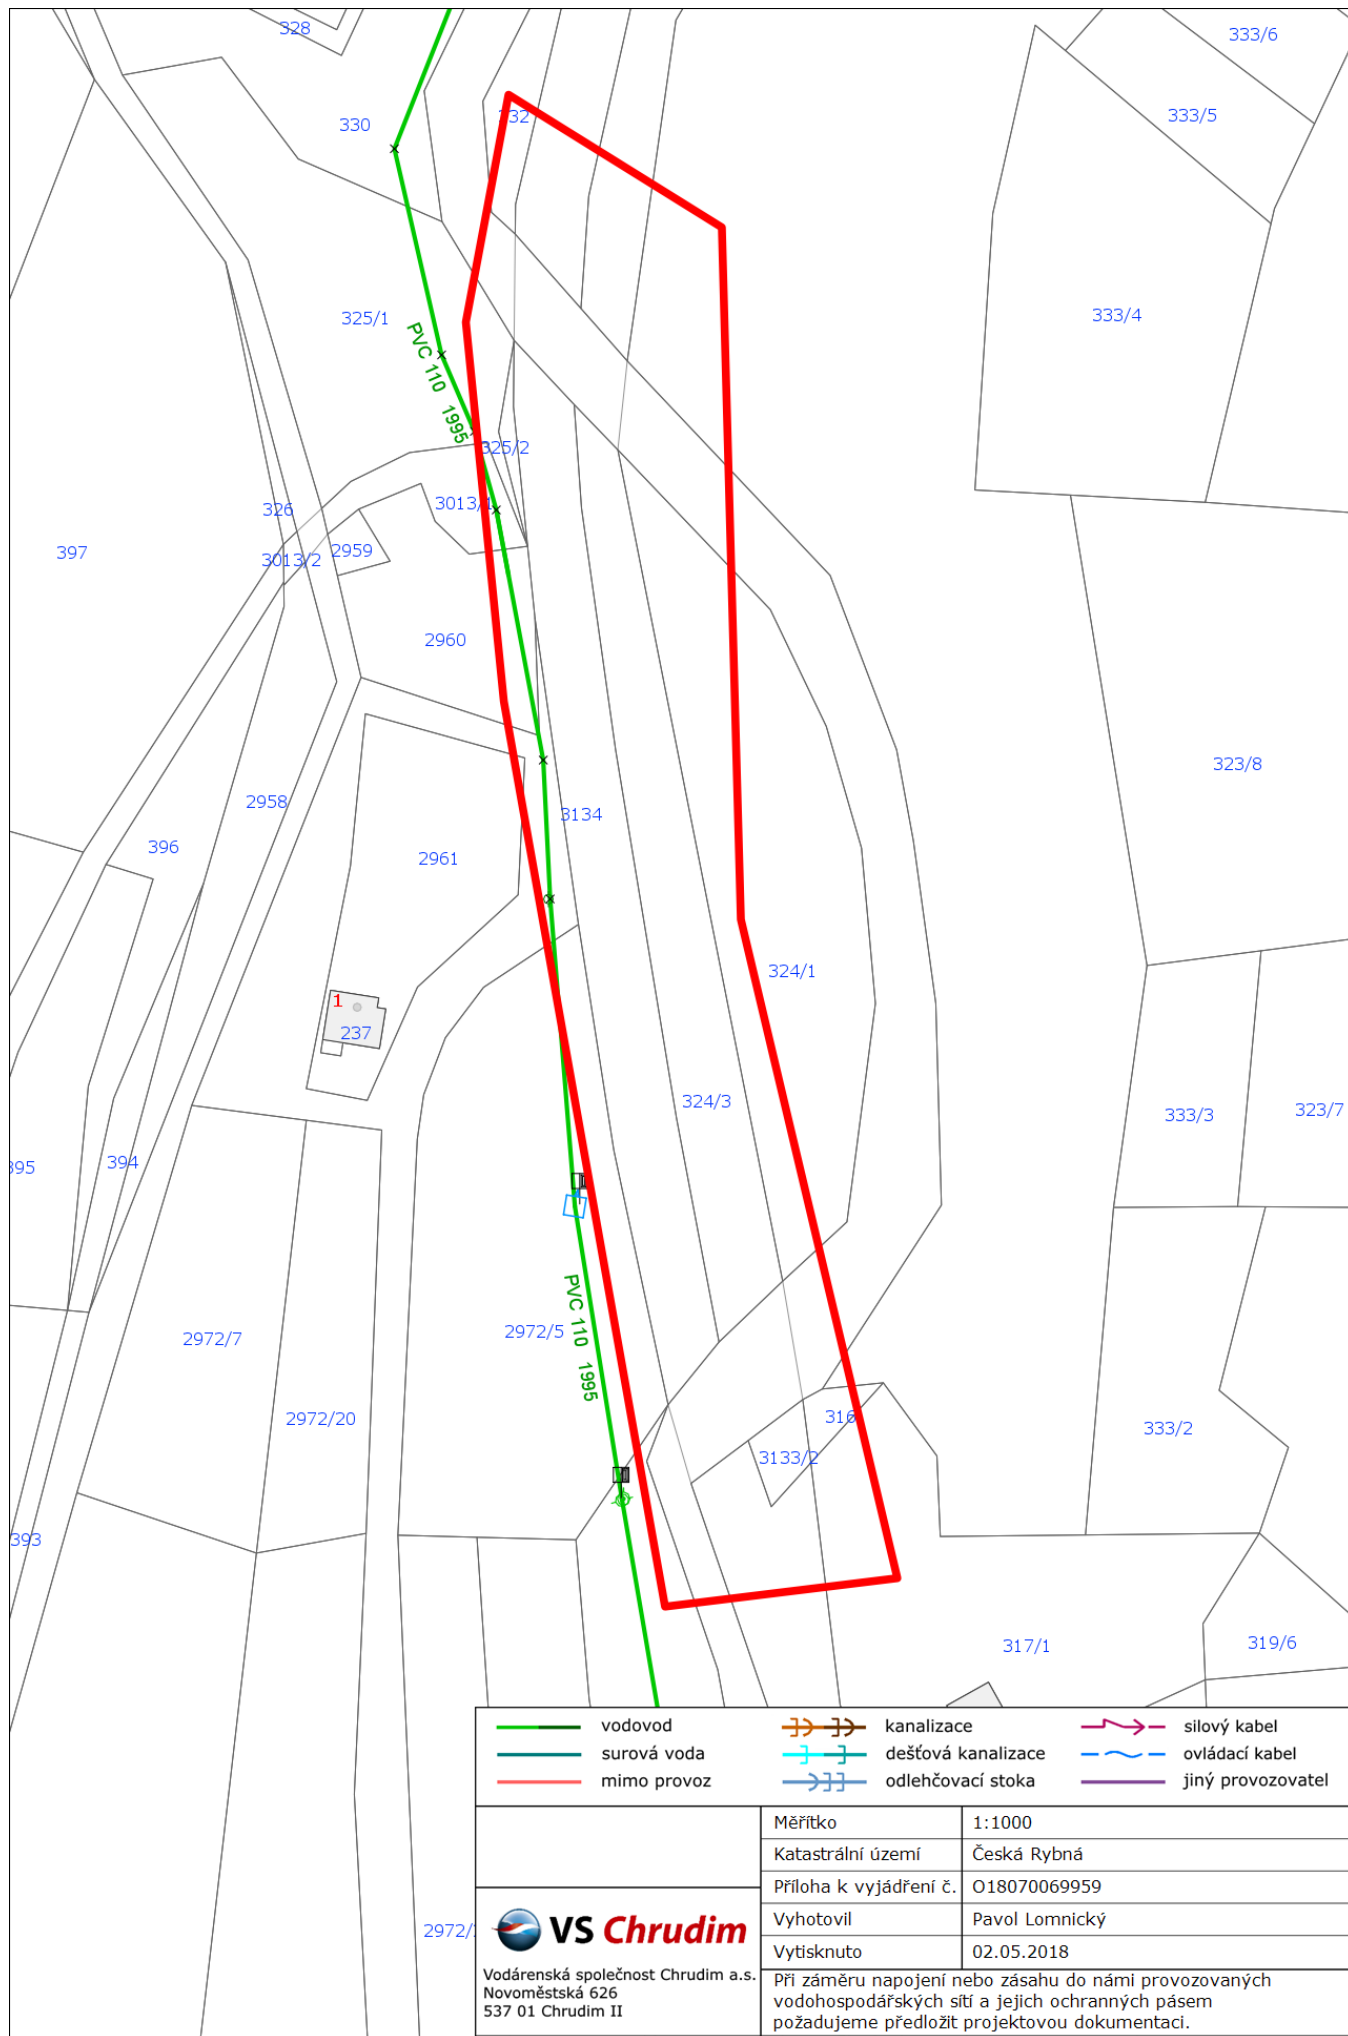 328
333/6
332
333/5
330
325/1
333/4
PVC 110 1995
325/2
3013/1
326
397
3013/2
2959
2960
323/8
2958
3134
396
2961
324/1
1
237
324/3
333/3
323/7
395
394
2972/7
2972/5
PVC 110 1995
2972/20
316
333/2
3133/2
393
317/1
319/6
vodovod
surová voda
mimo provoz
kanalizace
dešťová kanalizace
odlehčovací stoka
silový kabel
ovládací kabel
jiný provozovatel
Měřítko 1:1000
Katastrální území Česká Rybná
Příloha k vyjádření č. O18070069959
Vyhotovil Pavol Lomnický
Vytisknuto 02.05.2018
2972/
VS Chrudim
Vodárenská společnost Chrudim a.s.
Novoměstská 626
537 01 Chrudim II
Při záměru napojení nebo zásahu do námi provozovaných
vodohospodářských sítí a jejich ochranných pásem
požadujeme předložit projektovou dokumentaci.